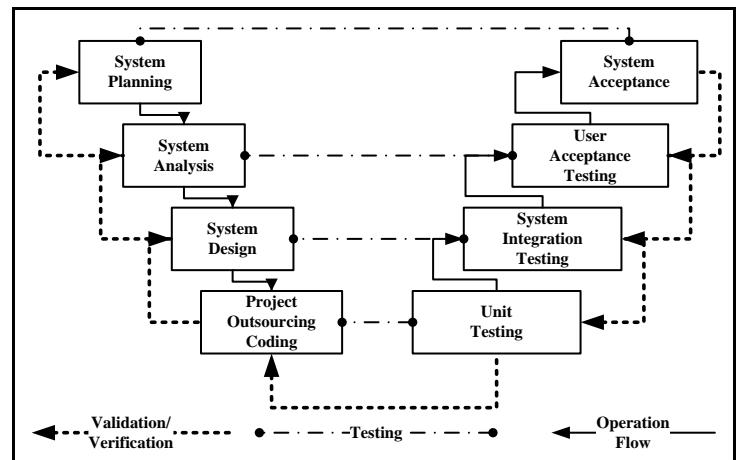 System
Planning
System
Acceptance
System
Analysis
User
Acceptance
Testing
System
Design
System
Integration
Testing
Project
Outsourcing
Coding
Unit
Testing
Validation/
Verification
Testing
Operation
Flow